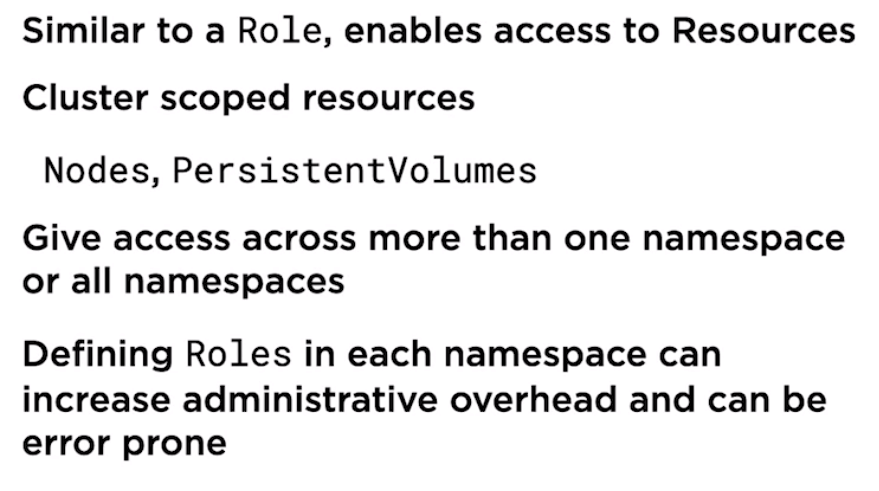 Similar to a Role, enables access to Resources
Cluster scoped resources
Nodes, PersistentVolumes
Give access across more than one namespace
or all namespaces
Defining Roles in each namespace can
increase administrative overhead and can be
error prone